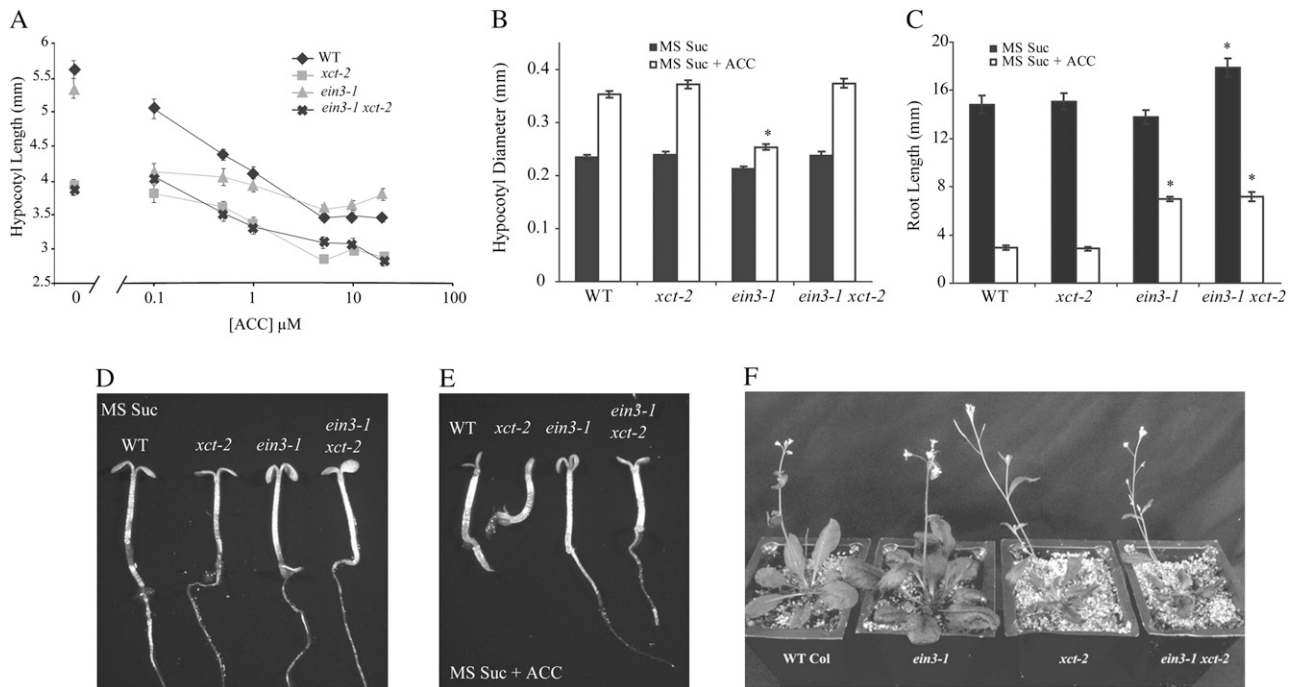 A
Hypocotyl Length (mm)
6
5.5
5
4.5
4
3.5
3
2.5
0
0.1
1
10
100
[ACC] µM
WT
xct-2
ein3-1
ein3-1 xct-2
B
Hypocotyl Diameter (mm)
MS Suc
MS Suc + ACC
0.4
0.3
0.2
0.1
0
*
WT
xct-2
ein3-1
ein3-1 xct-2
C
Root Length (mm)
MS Suc
MS Suc + ACC
20
16
12
8
4
0
*
*
*
WT
xct-2
ein3-1
ein3-1 xct-2
D
MS Suc
WT
xct-2
ein3-1
ein3-1
xct-2
E
WT
xct-2
ein3-1
ein3-1
xct-2
MS Suc + ACC
F
WT Col
ein3-1
xct-2
ein3-1 xct-2